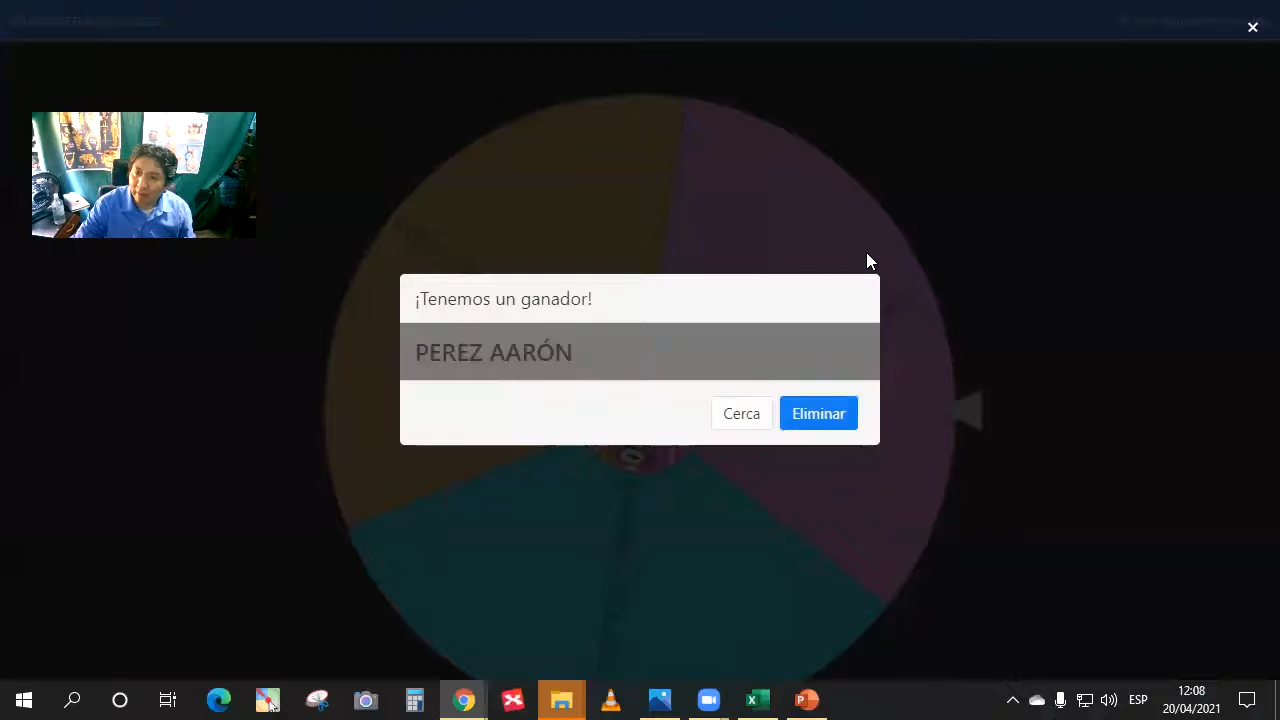 ¡Tenemos un ganador!
PEREZ AARÓN
Cerca
Eliminar
ESP
12:08
20/04/2021